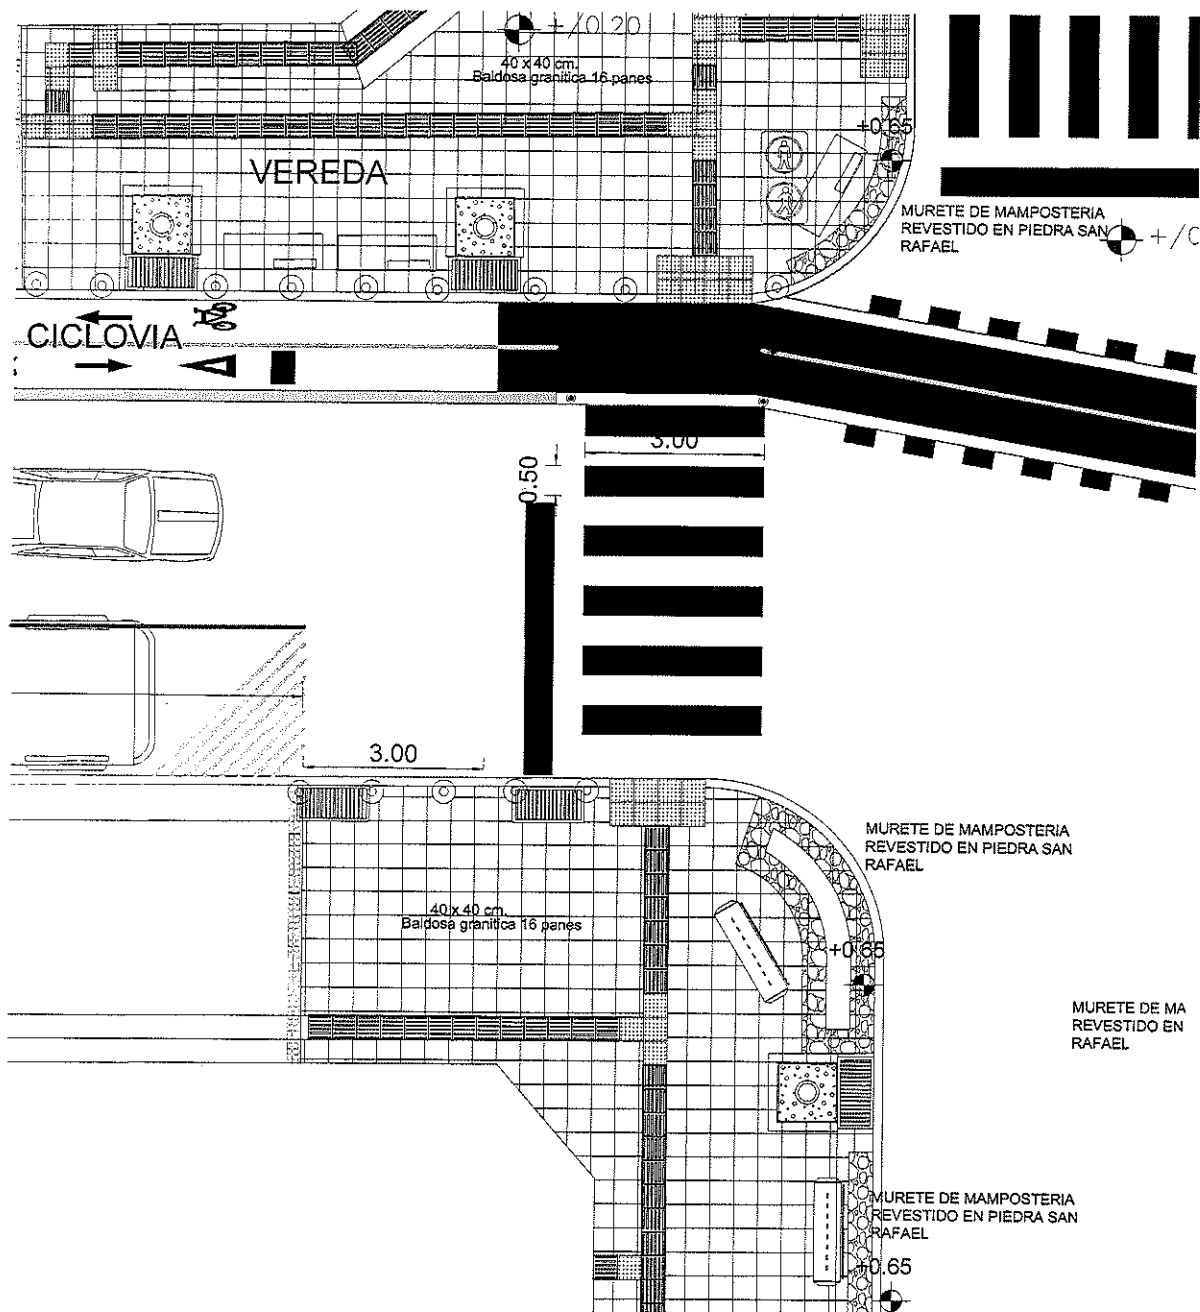 +/0.20
40 x 40 cm.
Baldosa granitica 16 panes
+0.65
VEREDA
MURETE DE MAMPOSTERIA
REVESTIDO EN PIEDRA SAN
RAFAEL
+/0
CICLOVIA
3.00
0.50
3.00
MURETE DE MAMPOSTERIA
REVESTIDO EN PIEDRA SAN
RAFAEL
40 x 40 cm.
Baldosa granitica 16 panes
+0.65
MURETE DE MA
REVESTIDO EN
RAFAEL
MURETE DE MAMPOSTERIA
REVESTIDO EN PIEDRA SAN
RAFAEL
+0.65